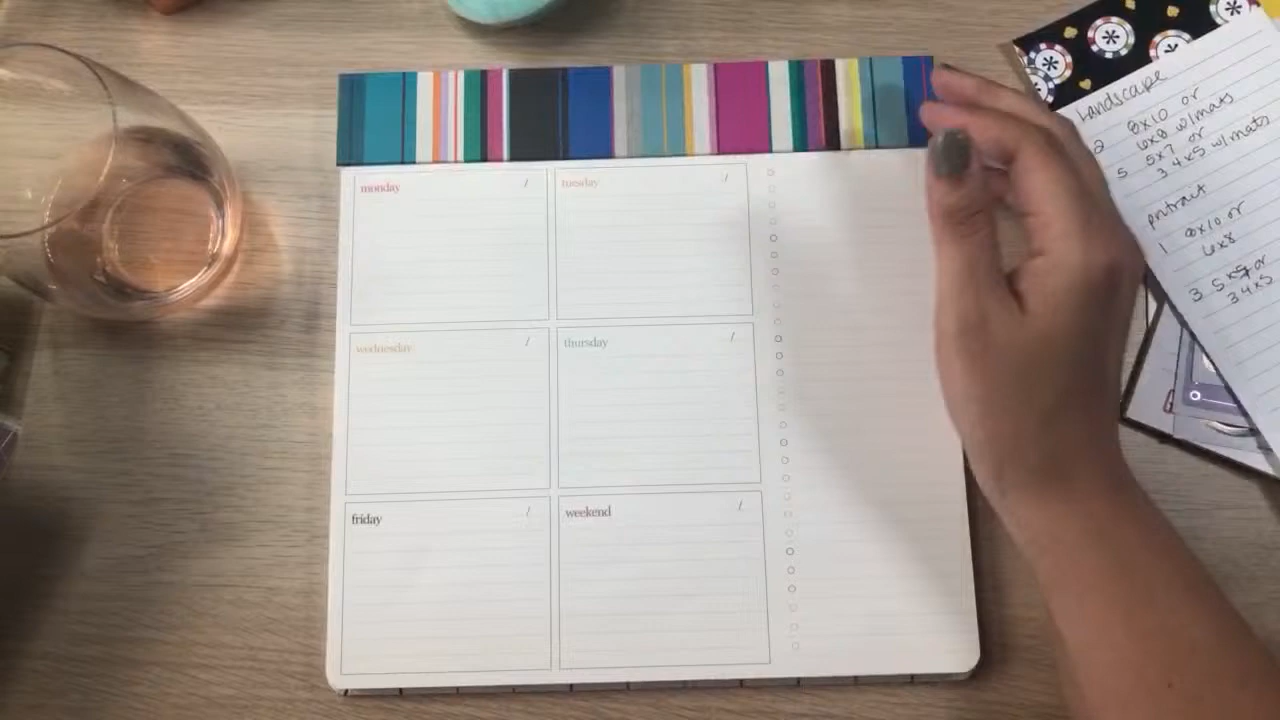 monday /
tuesday /
wednesday /
thursday /
friday /
weekend /
Landscape
2 8x10 or
6x8 w/mats
5 5x7 or
3 4x5 w/mats
portrait
1 8x10 or
6x8
3 5x7 or
3 4x5